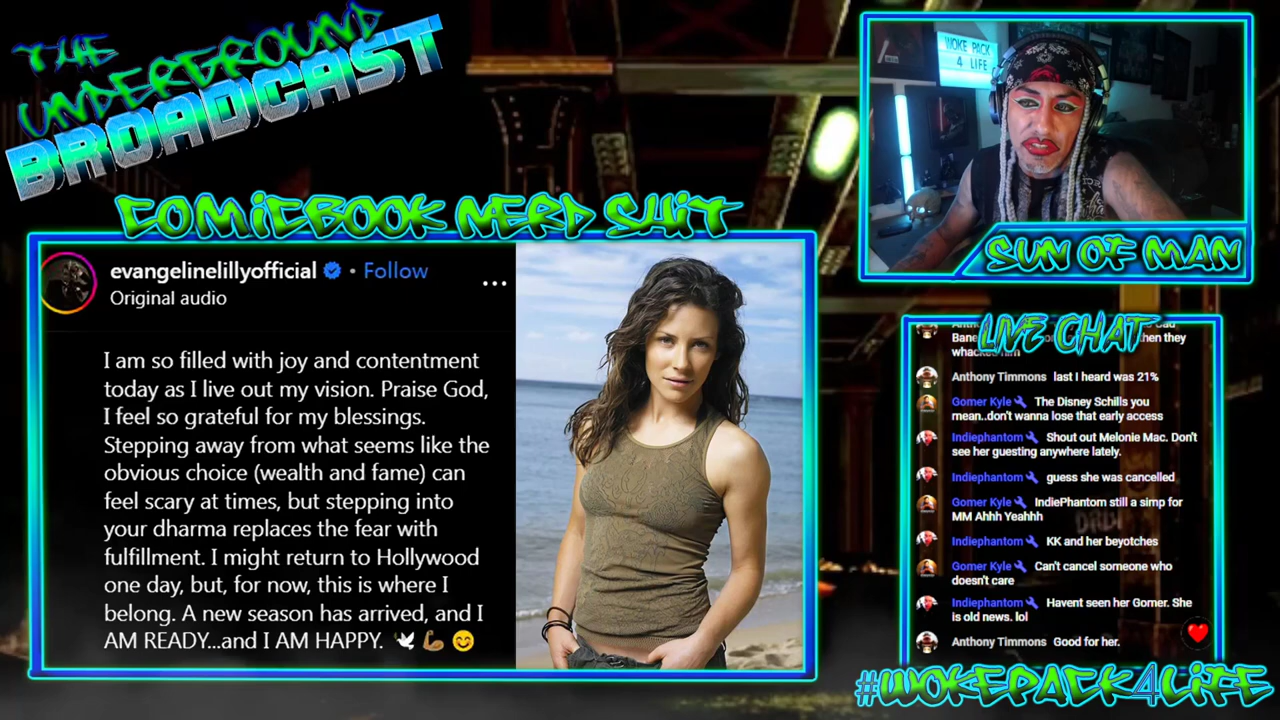 THE
UNDERGROUND
BROADCAST
COMICBOOK NERD SHIT
evangelinelillyofficial • Follow
Original audio
I am so filled with joy and contentment
today as I live out my vision. Praise God,
I feel so grateful for my blessings.
Stepping away from what seems like the
obvious choice (wealth and fame) can
feel scary at times, but stepping into
your dharma replaces the fear with
fulfillment. I might return to Hollywood
one day, but, for now, this is where I
belong. A new season has arrived, and I
AM READY...and I AM HAPPY. 🕊️ 💪🏽 😊
WOKE PACK
4 LIFE
SUN OF MAN
LIVE CHAT
Bane
then they
him
Anthony Timmons last I heard was 21%
Gomer Kyle The Disney Schills you
mean..don't wanna lose that early access
Indiephantom Shout out Melonie Mac. Don't
see her guesting anywhere lately.
Indiephantom guess she was cancelled
Gomer Kyle IndiePhantom still a simp for
MM Ahhh Yeahhh
Indiephantom KK and her beyotches
Gomer Kyle Can't cancel someone who
doesn't care
Indiephantom Havent seen her Gomer. She
is old news. lol
Anthony Timmons Good for her.
#WOKEPACK4LIFE